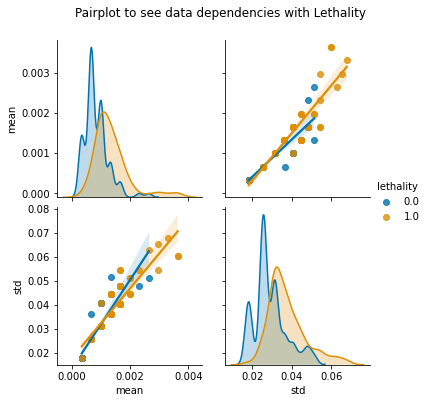 Pairplot to see data dependencies with Lethality
0.003
0.002
0.001
0.000
mean
lethality
0.0
1.0
0.08
0.07
0.06
0.05
0.04
0.03
0.02
std
0.000 0.002 0.004
mean
0.02 0.04 0.06
std